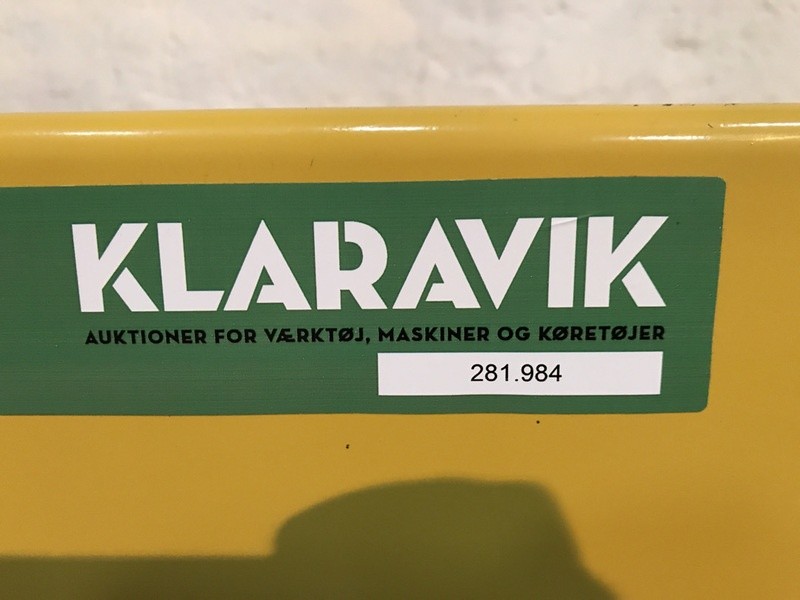 KLARAVIK
AUKTIONER FOR VÆRKTØJ, MASKINER OG KØRETØJER
281.984